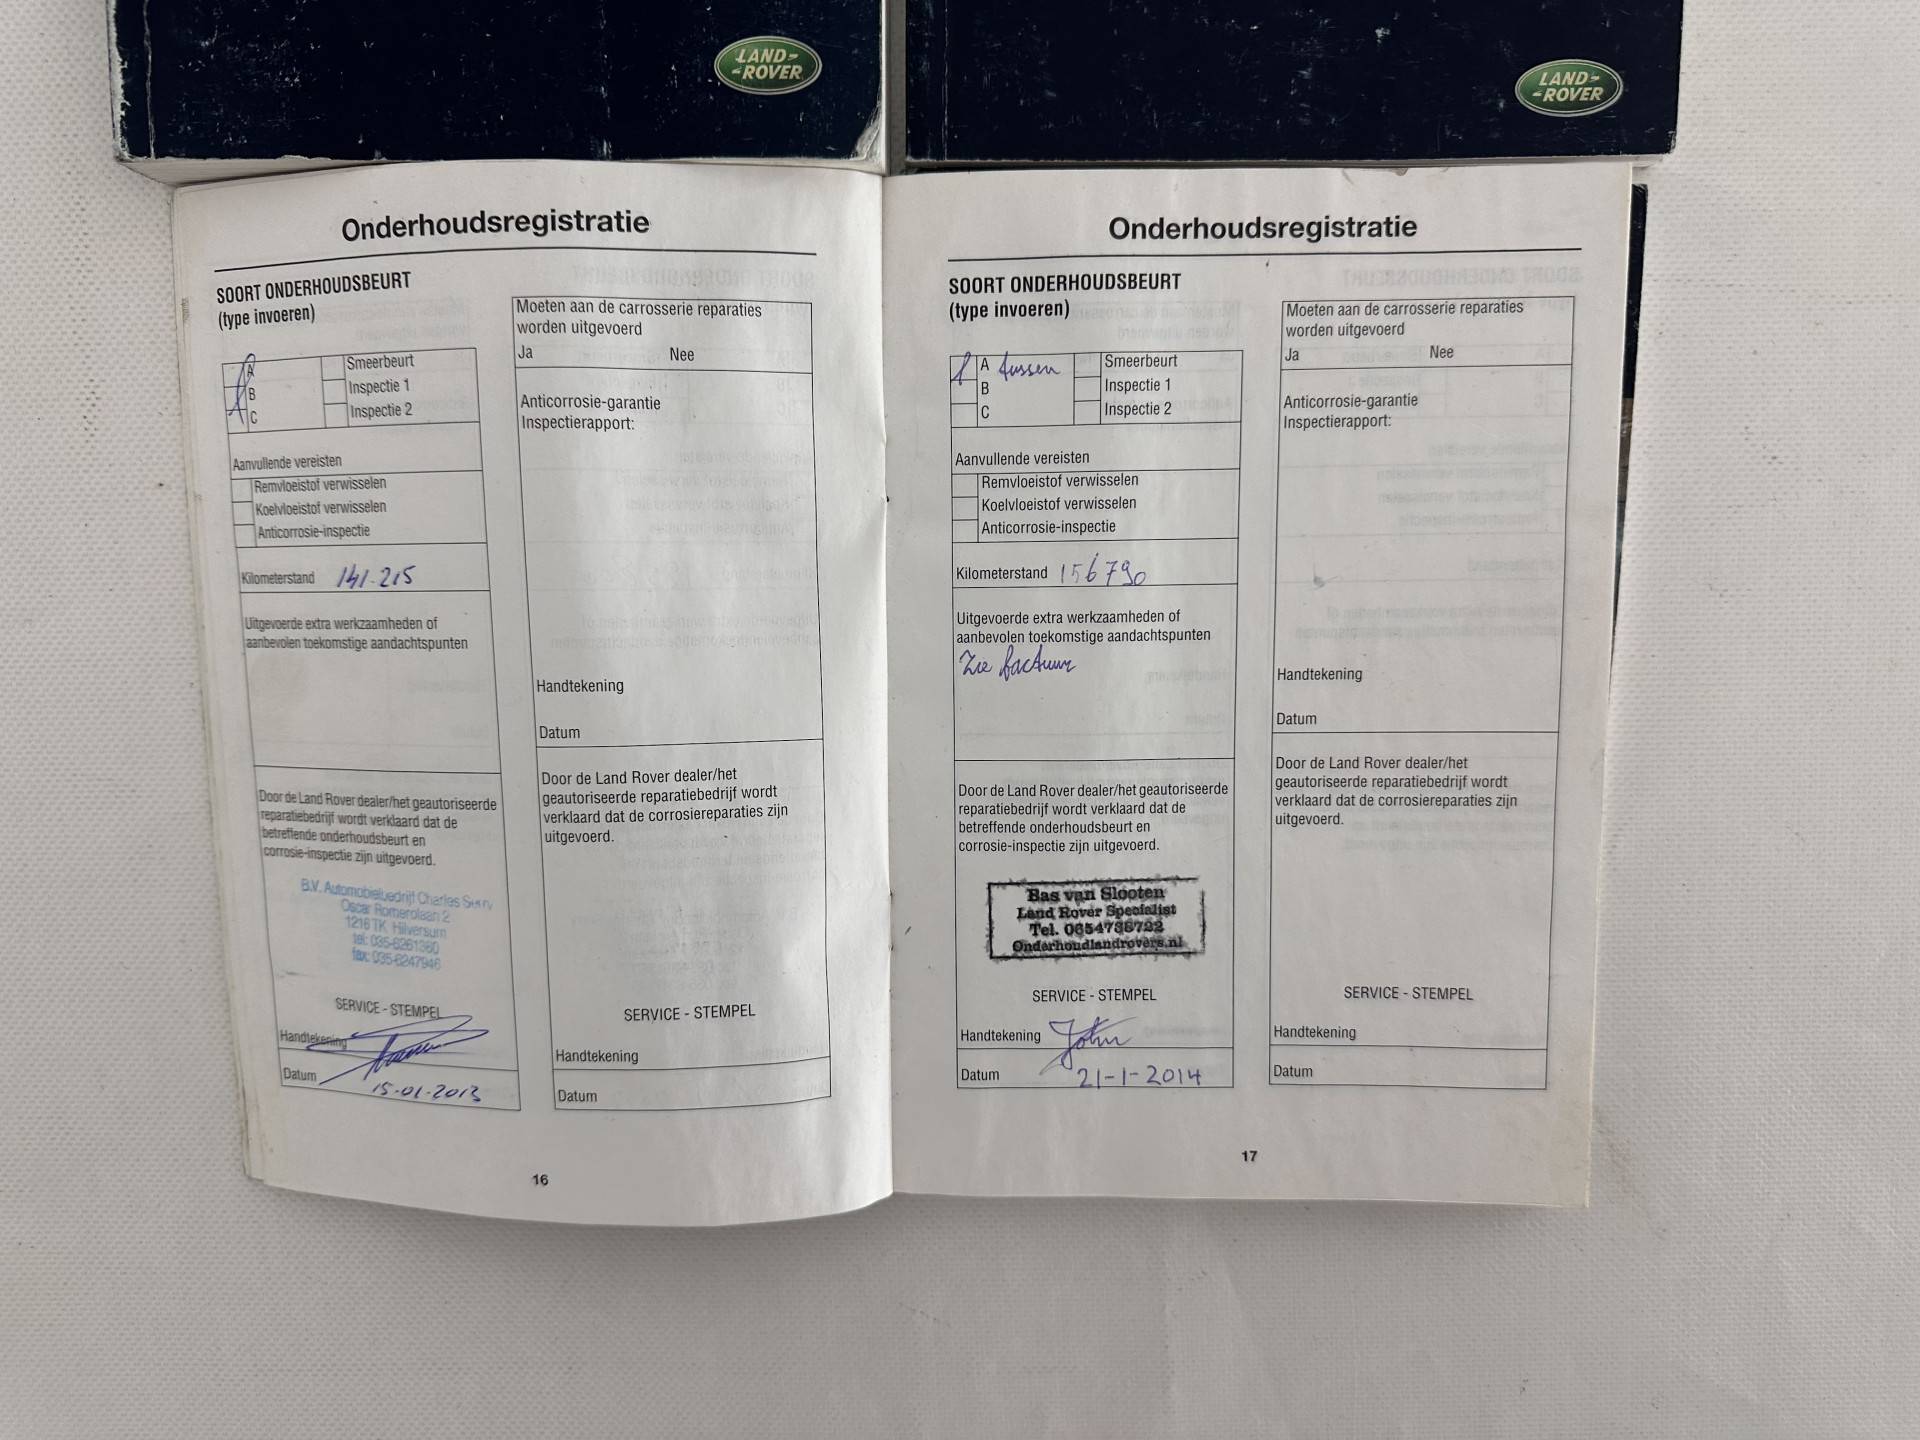 LAND-
-ROVER
LAND-
-ROVER
Onderhoudsregistratie
SOORT ONDERHOUDSBEURT
(type invoeren)
A
B
C
Smeerbeurt
Inspectie 1
Inspectie 2
Aanvullende vereisten
Remvloeistof verwisselen
Koelvloeistof verwisselen
Anticorrosie-inspectie
Kilometerstand 141.215
Uitgevoerde extra werkzaamheden of
aanbevolen toekomstige aandachtspunten
Door de Land Rover dealer/het geautoriseerde
reparatiebedrijf wordt verklaard dat de
betreffende onderhoudsbeurt en
corrosie-inspectie zijn uitgevoerd.
B.V. Automobielbedrijf Charles
Oscar Romerolaan 2
1216 TK Hilversum
tel: 035-6261360
fax: 035-6247946
SERVICE - STEMPEL
Handtekening
Datum
15-01-2013
Moeten aan de carrosserie reparaties
worden uitgevoerd
Ja Nee
Anticorrosie-garantie
Inspectierapport:
Handtekening
Datum
Door de Land Rover dealer/het
geautoriseerde reparatiebedrijf wordt
verklaard dat de corrosiereparaties zijn
uitgevoerd.
SERVICE - STEMPEL
Handtekening
Datum
16
Onderhoudsregistratie
SOORT ONDERHOUDSBEURT
(type invoeren)
A tussen
B
C
Smeerbeurt
Inspectie 1
Inspectie 2
Aanvullende vereisten
Remvloeistof verwisselen
Koelvloeistof verwisselen
Anticorrosie-inspectie
Kilometerstand 156790
Uitgevoerde extra werkzaamheden of
aanbevolen toekomstige aandachtspunten
Zie factuur
Door de Land Rover dealer/het geautoriseerde
reparatiebedrijf wordt verklaard dat de
betreffende onderhoudsbeurt en
corrosie-inspectie zijn uitgevoerd.
Bas van Slooten
Land Rover Specialist
Tel. 0654738722
Onderhoudlandrovers.nl
SERVICE - STEMPEL
Handtekening John
Datum 21-1-2014
Moeten aan de carrosserie reparaties
worden uitgevoerd
Ja Nee
Anticorrosie-garantie
Inspectierapport:
Handtekening
Datum
Door de Land Rover dealer/het
geautoriseerde reparatiebedrijf wordt
verklaard dat de corrosiereparaties zijn
uitgevoerd.
SERVICE - STEMPEL
Handtekening
Datum
17